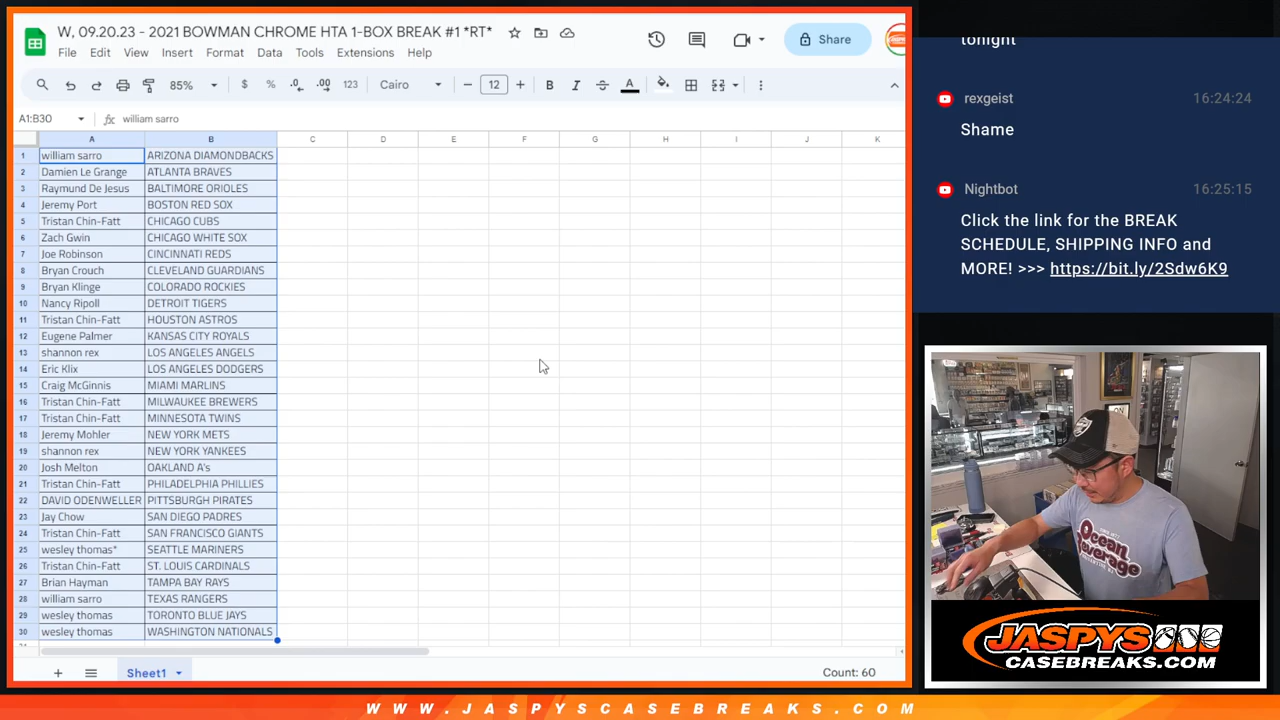 W, 09.20.23 - 2021 BOWMAN CHROME HTA 1-BOX BREAK #1 *RT*
File Edit View Insert Format Data Tools Extensions Help
Share
85% $ % .0 .00 123 Cairo 12 B I S A
A1:B30 fx william sarro
A B C D E F G H I J K
1 william sarro ARIZONA DIAMONDBACKS
2 Damien Le Grange ATLANTA BRAVES
3 Raymund De Jesus BALTIMORE ORIOLES
4 Jeremy Port BOSTON RED SOX
5 Tristan Chin-Fatt CHICAGO CUBS
6 Zach Gwin CHICAGO WHITE SOX
7 Joe Robinson CINCINNATI REDS
8 Bryan Crouch CLEVELAND GUARDIANS
9 Bryan Klinge COLORADO ROCKIES
10 Nancy Ripoll DETROIT TIGERS
11 Tristan Chin-Fatt HOUSTON ASTROS
12 Eugene Palmer KANSAS CITY ROYALS
13 shannon rex LOS ANGELES ANGELS
14 Eric Klix LOS ANGELES DODGERS
15 Craig McGinnis MIAMI MARLINS
16 Tristan Chin-Fatt MILWAUKEE BREWERS
17 Tristan Chin-Fatt MINNESOTA TWINS
18 Jeremy Mohler NEW YORK METS
19 shannon rex NEW YORK YANKEES
20 Josh Melton OAKLAND A's
21 Tristan Chin-Fatt PHILADELPHIA PHILLIES
22 DAVID ODENWELLER PITTSBURGH PIRATES
23 Jay Chow SAN DIEGO PADRES
24 Tristan Chin-Fatt SAN FRANCISCO GIANTS
25 wesley thomas* SEATTLE MARINERS
26 Tristan Chin-Fatt ST. LOUIS CARDINALS
27 Brian Hayman TAMPA BAY RAYS
28 william sarro TEXAS RANGERS
29 wesley thomas TORONTO BLUE JAYS
30 wesley thomas WASHINGTON NATIONALS
Sheet1 Count: 60
tonight
rexgeist 16:24:24
Shame
Nightbot 16:25:15
Click the link for the BREAK
SCHEDULE, SHIPPING INFO and
MORE! >>> https://bit.ly/2Sdw6K9
ON
Ocean
Beverage
JASPYS
CASEBREAKS.COM
WWW.JASPYSCASEBREAKS.COM